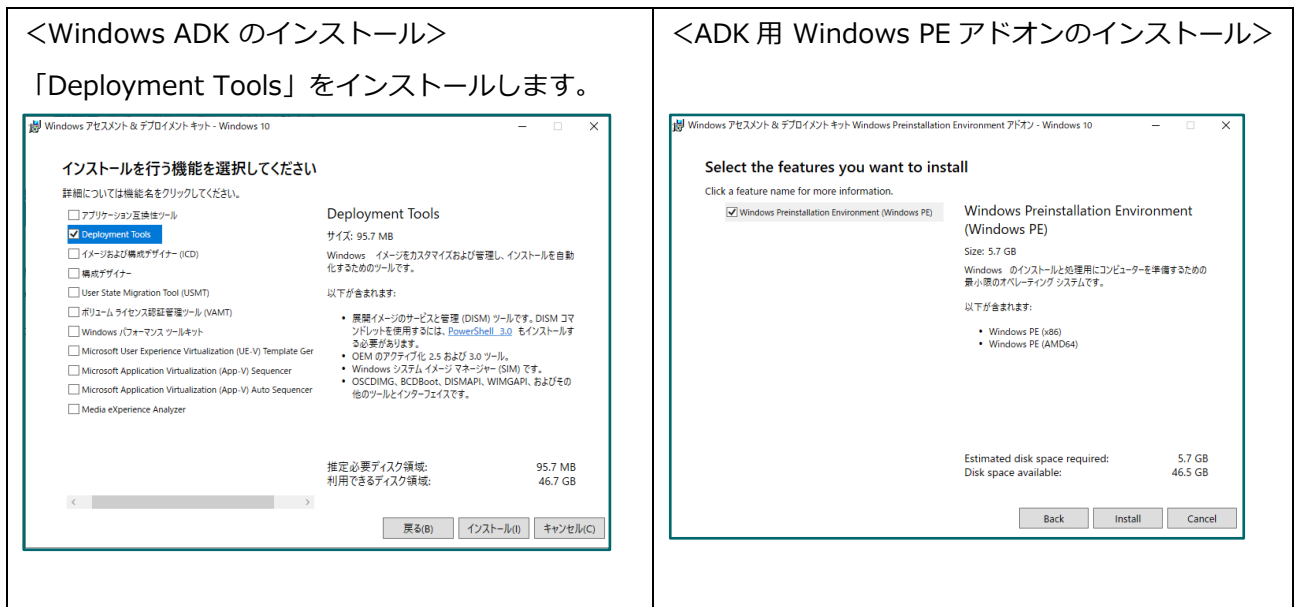 ＜Windows ADK のインストール＞
「Deployment Tools」をインストールします。
Windows アセスメント & デプロイメント キット - Windows 10
インストールを行う機能を選択してください
詳細については機能名をクリックしてください。
アプリケーション互換性ツール
Deployment Tools
イメージおよび構成デザイナー (ICD)
構成デザイナー
User State Migration Tool (USMT)
ボリューム ライセンス認証管理ツール (VAMT)
Windows パフォーマンス ツールキット
Microsoft User Experience Virtualization (UE-V) Template Ger
Microsoft Application Virtualization (App-V) Sequencer
Microsoft Application Virtualization (App-V) Auto Sequencer
Media eXperience Analyzer
Deployment Tools
サイズ: 95.7 MB
Windows イメージをカスタマイズおよび管理し、インストールを自動
化するためのツールです。
以下が含まれます:
• 展開イメージのサービスと管理 (DISM) ツールです。DISM コマ
ンドレットを使用するには、PowerShell 3.0 もインストールす
る必要があります。
• OEM のアクティブ化 2.5 および 3.0 ツール。
• Windows システム イメージ マネージャー (SIM) です。
• OSCDIMG、BCDBoot、DISMAPI、WIMGAPI、およびその
他のツールとインターフェイスです。
推定必要ディスク領域: 95.7 MB
利用できるディスク領域: 46.7 GB
戻る(B) インストール(I) キャンセル(C)
＜ADK 用 Windows PE アドオンのインストール＞
Windows アセスメント & デプロイメント キット Windows Preinstallation Environment アドオン - Windows 10
Select the features you want to install
Click a feature name for more information.
Windows Preinstallation Environment (Windows PE)
Windows Preinstallation Environment
(Windows PE)
Size: 5.7 GB
Windows のインストールと処理用にコンピューターを準備するための
最小限のオペレーティング システムです。
以下が含まれます:
• Windows PE (x86)
• Windows PE (AMD64)
Estimated disk space required: 5.7 GB
Disk space available: 46.5 GB
Back Install Cancel